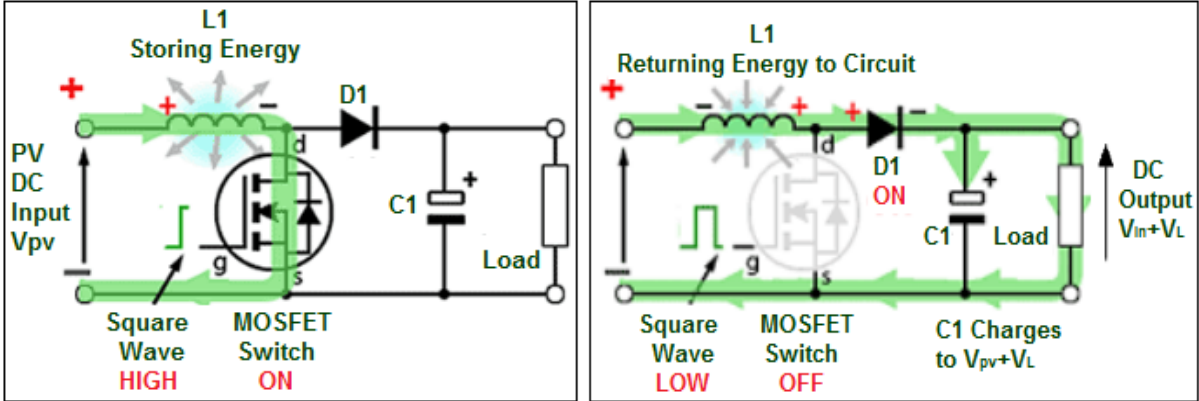 L1
Storing Energy
+
+
−
D1
d
PV
DC
Input
Vpv
+
C1
Load
−
g
s
Square
Wave
HIGH
MOSFET
Switch
ON
L1
Returning Energy to Circuit
+
−
+
+
−
d
D1
ON
+
C1
Load
DC
Output
Vin+VL
−
g
s
Square
Wave
LOW
MOSFET
Switch
OFF
C1 Charges
to Vpv+VL